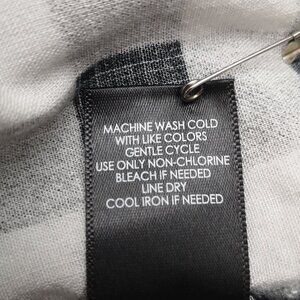 MACHINE WASH COLD
WITH LIKE COLORS
GENTLE CYCLE
USE ONLY NON-CHLORINE
BLEACH IF NEEDED
LINE DRY
COOL IRON IF NEEDED